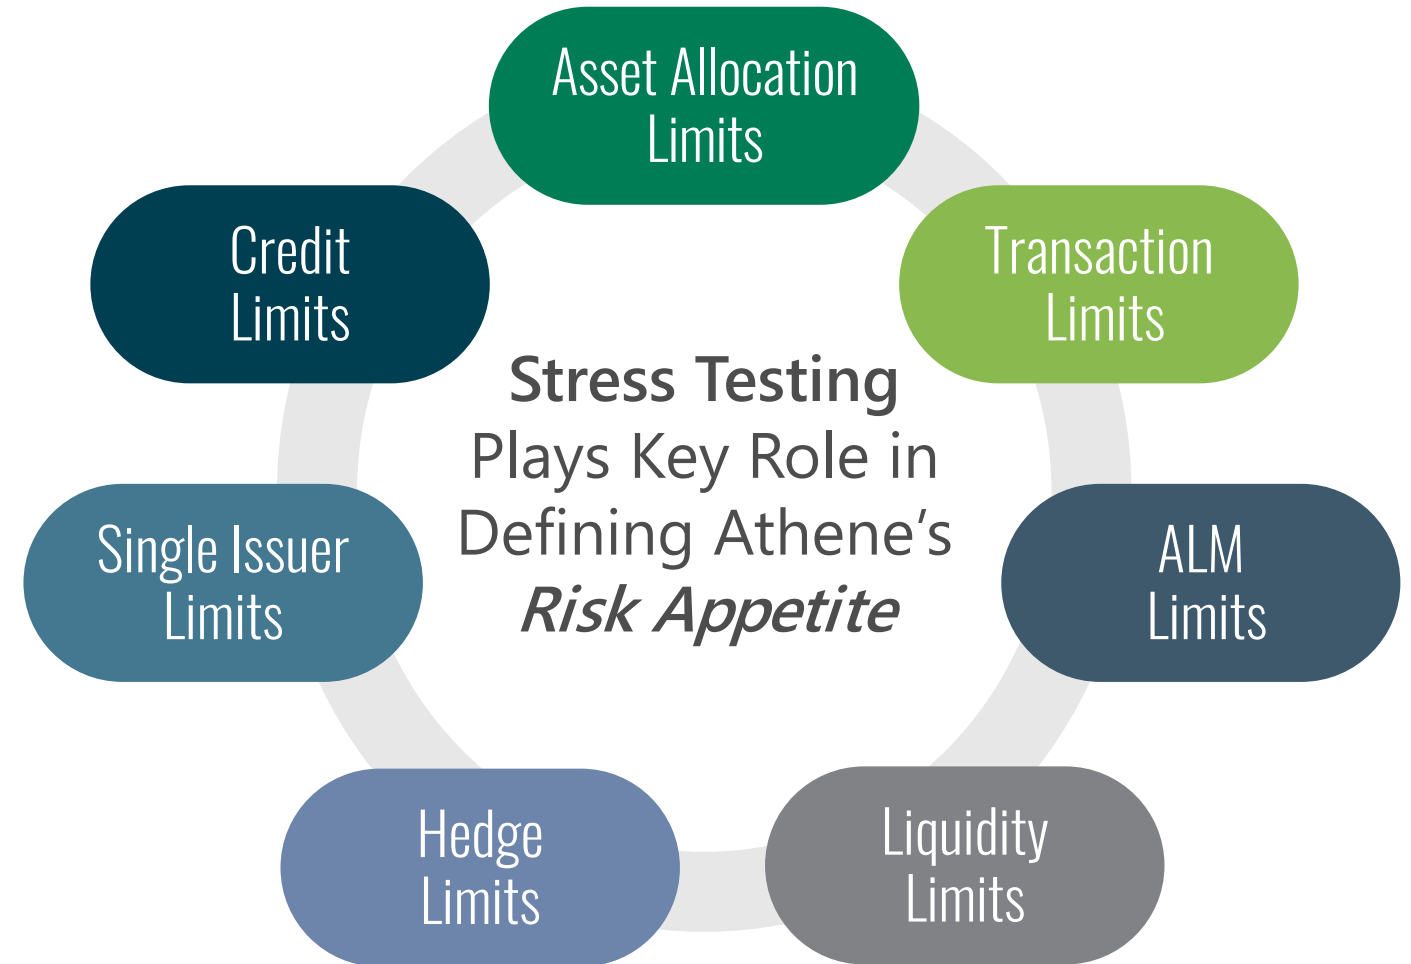 Asset Allocation
Limits
Credit
Limits
Transaction
Limits
Stress Testing
Plays Key Role in
Defining Athene’s
Risk Appetite
Single Issuer
Limits
ALM
Limits
Hedge
Limits
Liquidity
Limits